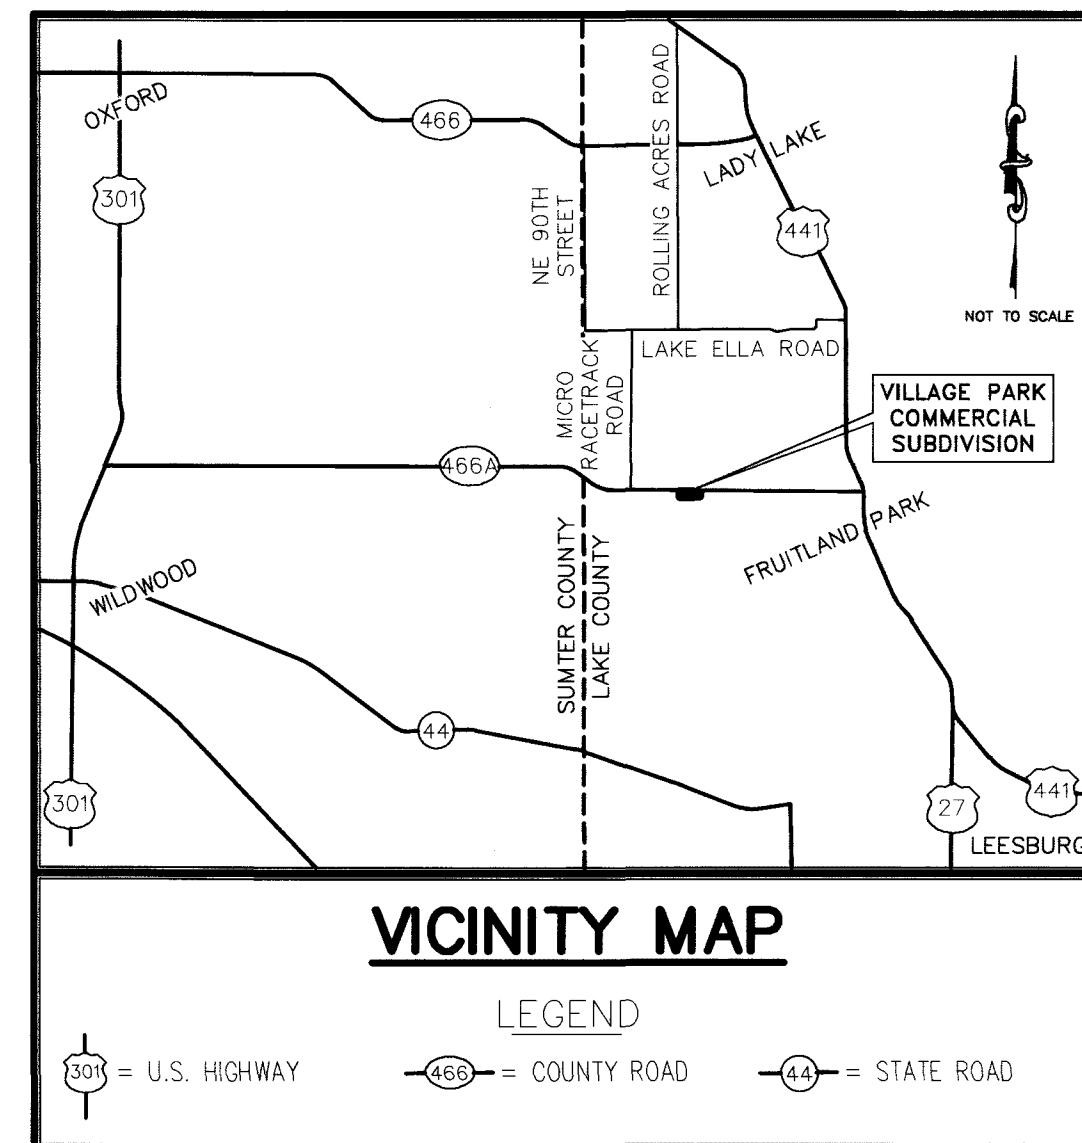 OXFORD
466
301
NE 90TH
STREET
ROLLING ACRES ROAD
LADY LAKE
441
NOT TO SCALE
LAKE ELLA ROAD
MICRO
RACETRACK
ROAD
VILLAGE PARK
COMMERCIAL
SUBDIVISION
466A
FRUITLAND PARK
WILDWOOD
SUMTER COUNTY
LAKE COUNTY
44
301
27
441
LEESBURG
VICINITY MAP
LEGEND
301 = U.S. HIGHWAY
466 = COUNTY ROAD
44 = STATE ROAD